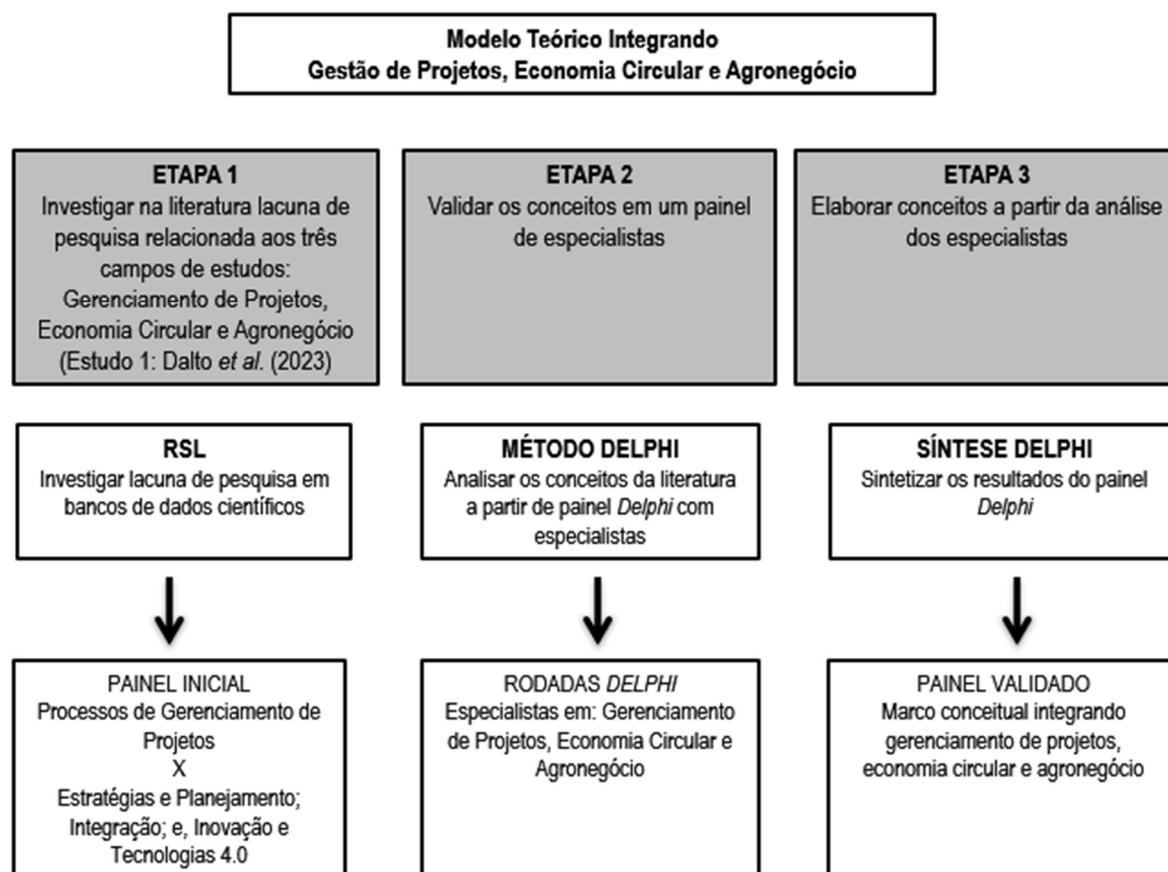 Modelo Teórico Integrando
Gestão de Projetos, Economia Circular e Agronegócio
ETAPA 1
Investigar na literatura lacuna de
pesquisa relacionada aos três
campos de estudos:
Gerenciamento de Projetos,
Economia Circular e Agronegócio
(Estudo 1: Dalto et al. (2023)
ETAPA 2
Validar os conceitos em um painel
de especialistas
ETAPA 3
Elaborar conceitos a partir da análise
dos especialistas
RSL
Investigar lacuna de pesquisa em
bancos de dados científicos
MÉTODO DELPHI
Analisar os conceitos da literatura
a partir de painel Delphi com
especialistas
SÍNTESE DELPHI
Sintetizar os resultados do painel
Delphi
PAINEL INICIAL
Processos de Gerenciamento de
Projetos
X
Estratégias e Planejamento;
Integração; e, Inovação e
Tecnologias 4.0
RODADAS DELPHI
Especialistas em: Gerenciamento
de Projetos, Economia Circular e
Agronegócio
PAINEL VALIDADO
Marco conceitual integrando
gerenciamento de projetos,
economia circular e agronegócio